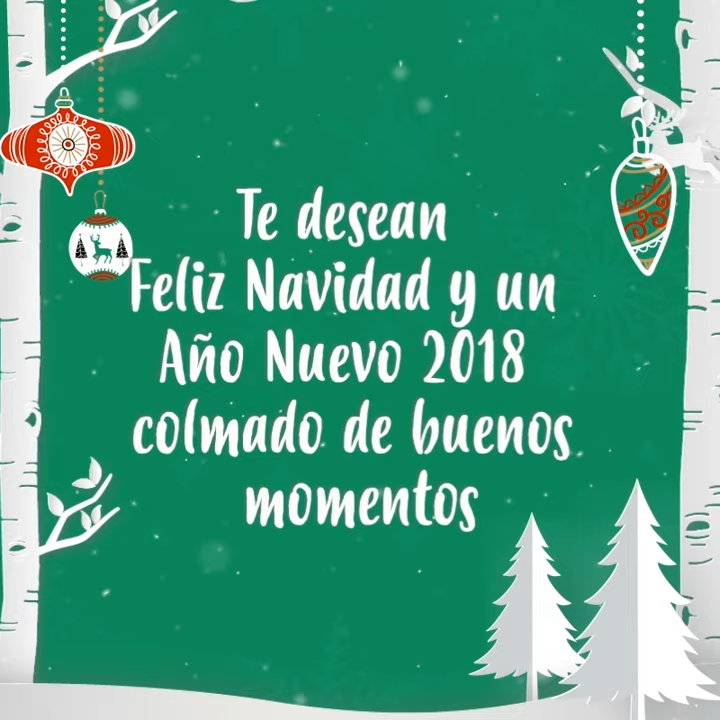 Te desean
Feliz Navidad y un
Año Nuevo 2018
colmado de buenos
momentos